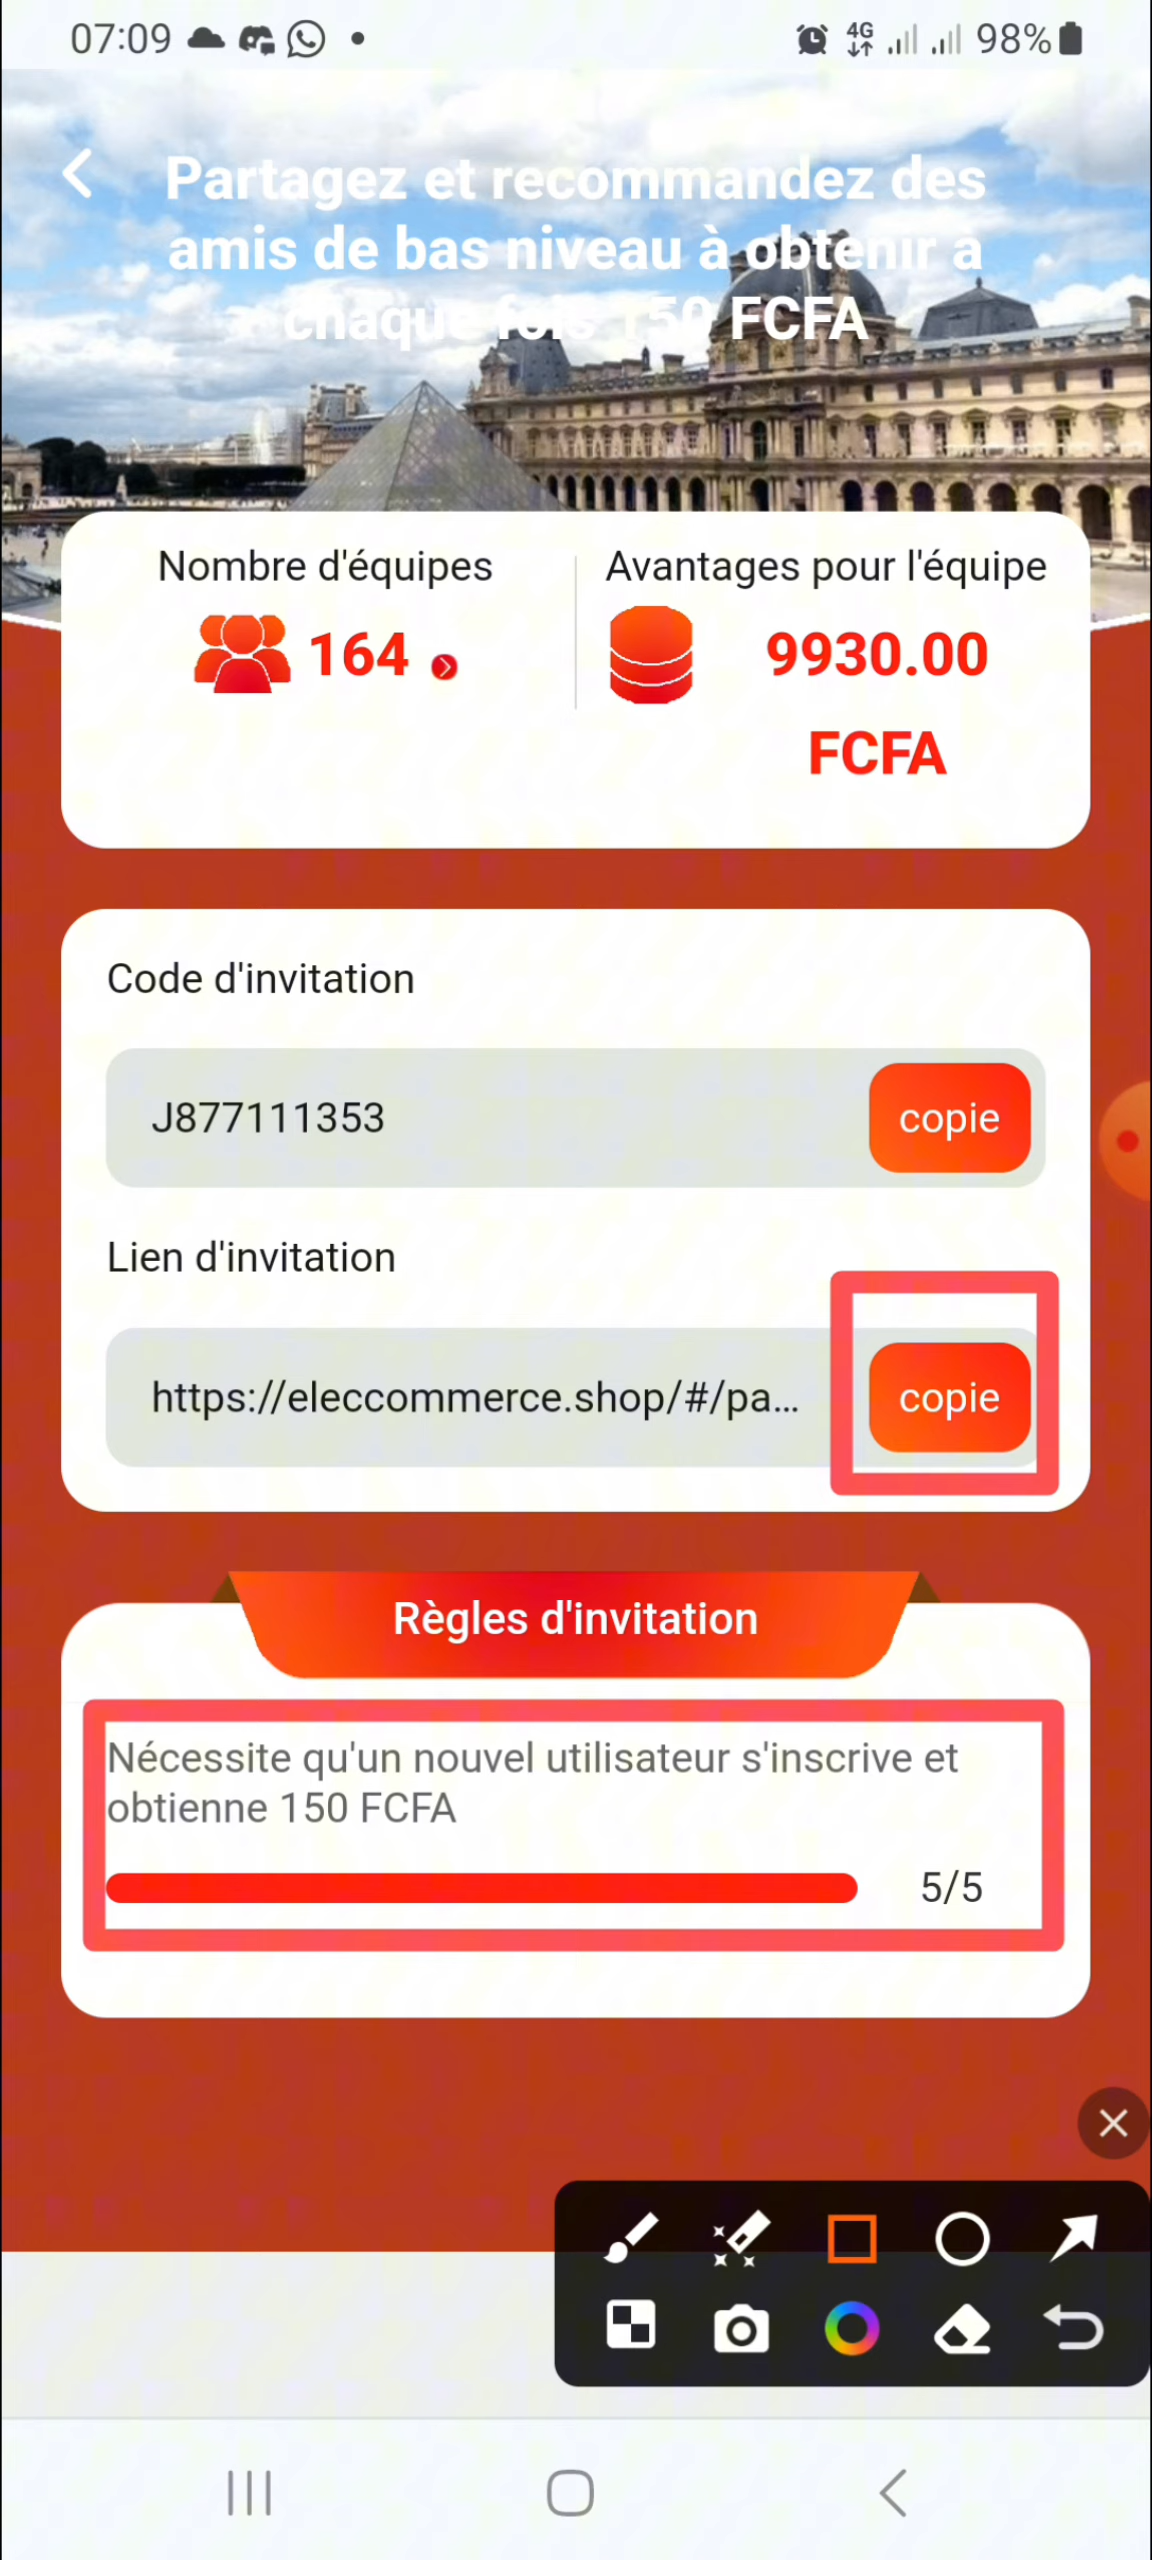 07:09
4G
98%
Partagez et recommandez des
amis de bas niveau à obtenir à
chaque fois 150 FCFA
Nombre d'équipes
164
Avantages pour l'équipe
9930.00
FCFA
Code d'invitation
J877111353
copie
Lien d'invitation
https://eleccommerce.shop/#/pa...
copie
Règles d'invitation
Nécessite qu'un nouvel utilisateur s'inscrive et
obtienne 150 FCFA
5/5